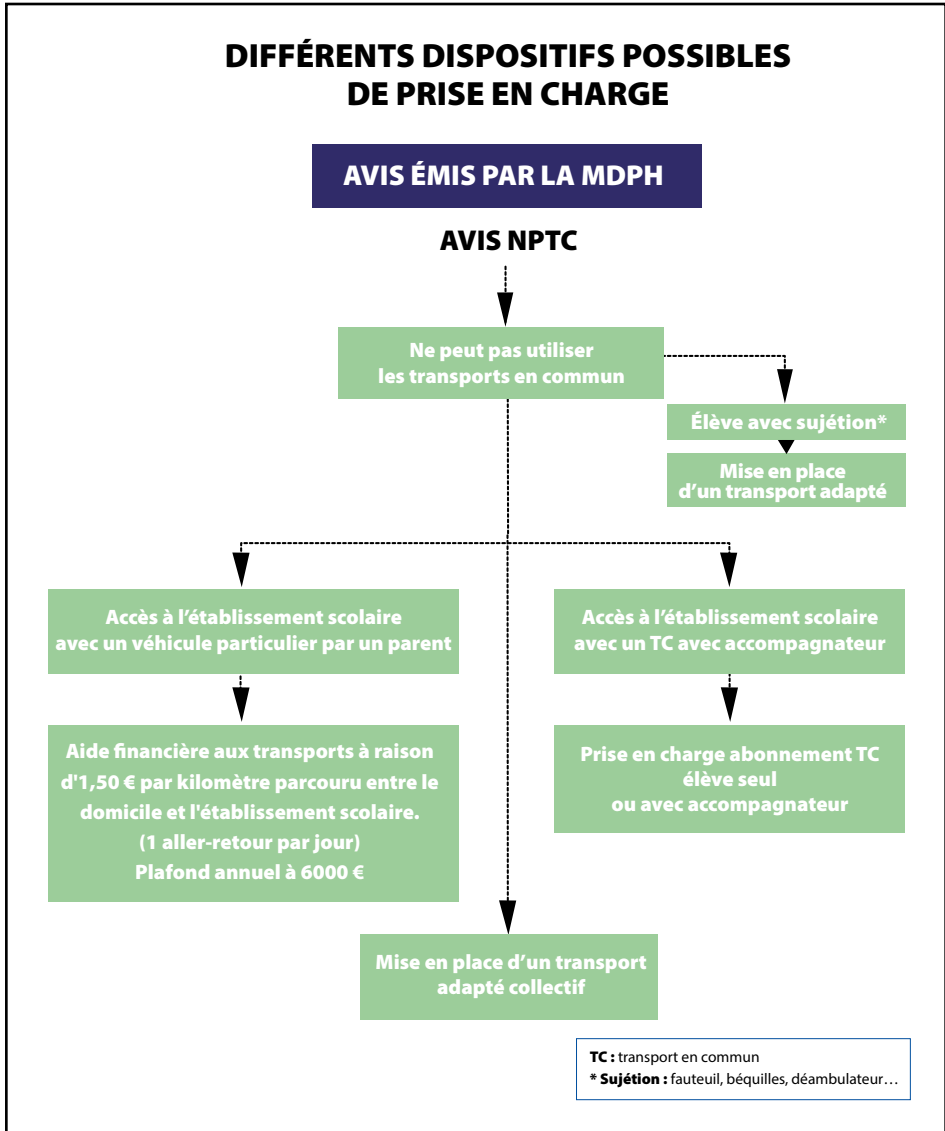 DIFFÉRENTS DISPOSITIFS POSSIBLES
DE PRISE EN CHARGE
AVIS ÉMIS PAR LA MDPH
AVIS NPTC
Ne peut pas utiliser
les transports en commun
Élève avec sujétion*
Mise en place
d'un transport adapté
Accès à l'établissement scolaire
avec un véhicule particulier par un parent
Accès à l'établissement scolaire
avec un TC avec accompagnateur
Aide financière aux transports à raison
d'1,50 € par kilomètre parcouru entre le
domicile et l'établissement scolaire.
(1 aller-retour par jour)
Plafond annuel à 6000 €
Prise en charge abonnement TC
élève seul
ou avec accompagnateur
Mise en place d'un transport
adapté collectif
TC : transport en commun
* Sujétion : fauteuil, béquilles, déambulateur…